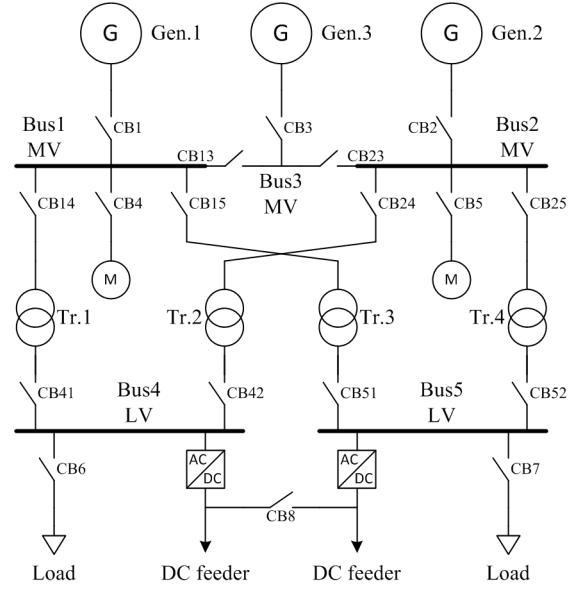 G Gen.1 G Gen.3 G Gen.2
CB1 CB3 CB2
Bus1
MV
CB13
CB23
Bus2
MV
Bus3
MV
CB14 CB4 CB15 CB24 CB5 CB25
M M
Tr.1 Tr.2 Tr.3 Tr.4
CB41 CB42 CB51 CB52
Bus4
LV
Bus5
LV
CB6 CB7
AC
DC
AC
DC
CB8
Load DC feeder DC feeder Load